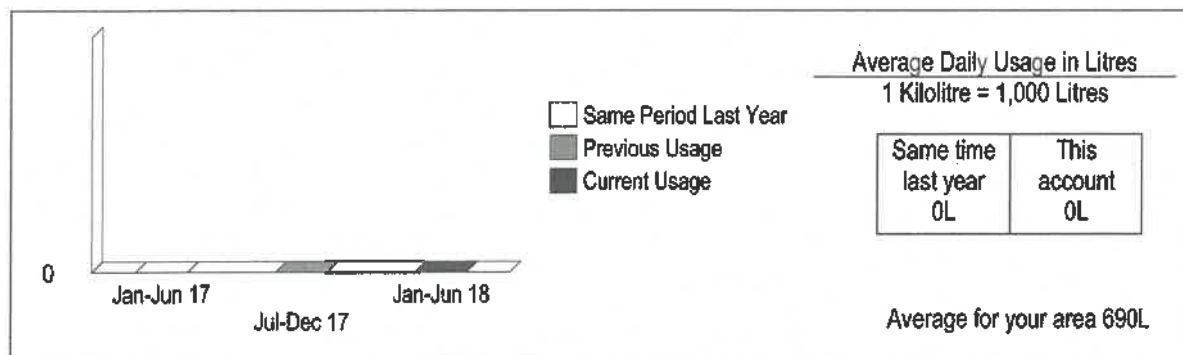 0
Jan-Jun 17
Jul-Dec 17
Jan-Jun 18
Same Period Last Year
Previous Usage
Current Usage
Average Daily Usage in Litres
1 Kilolitre = 1,000 Litres
Same time
last year
0L
This
account
0L
Average for your area 690L